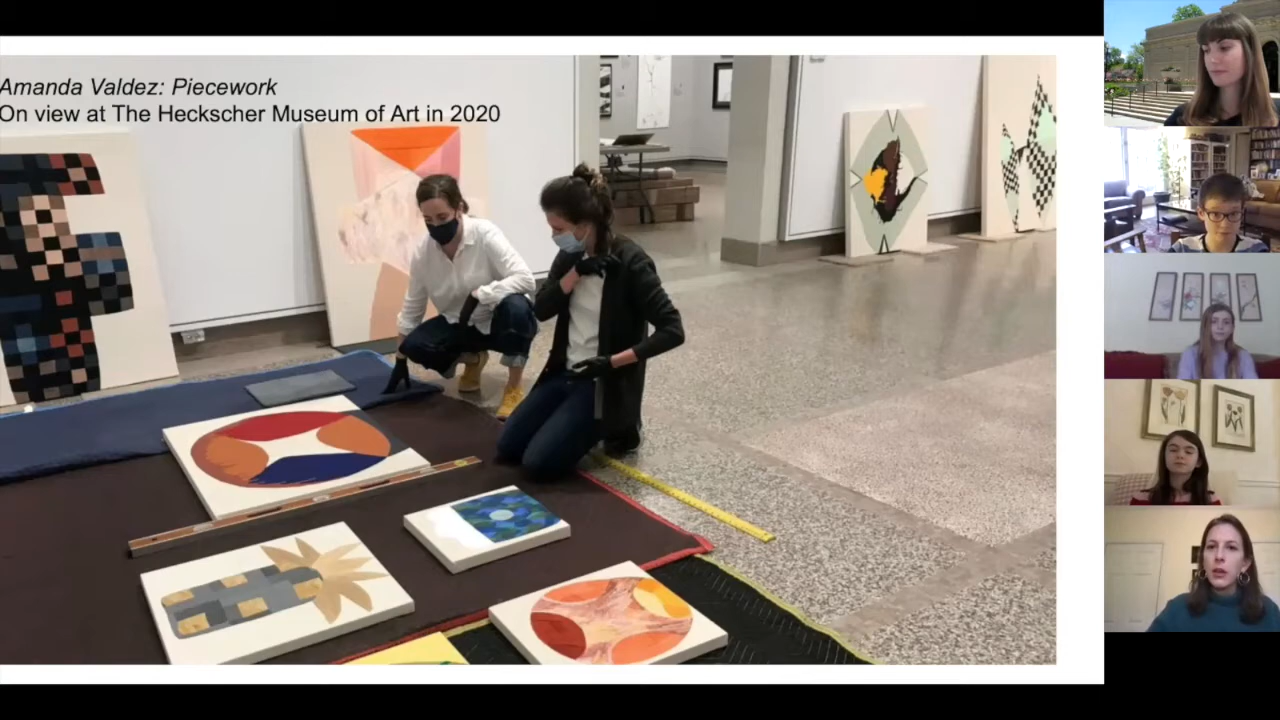 Amanda Valdez: Piecework
On view at The Heckscher Museum of Art in 2020